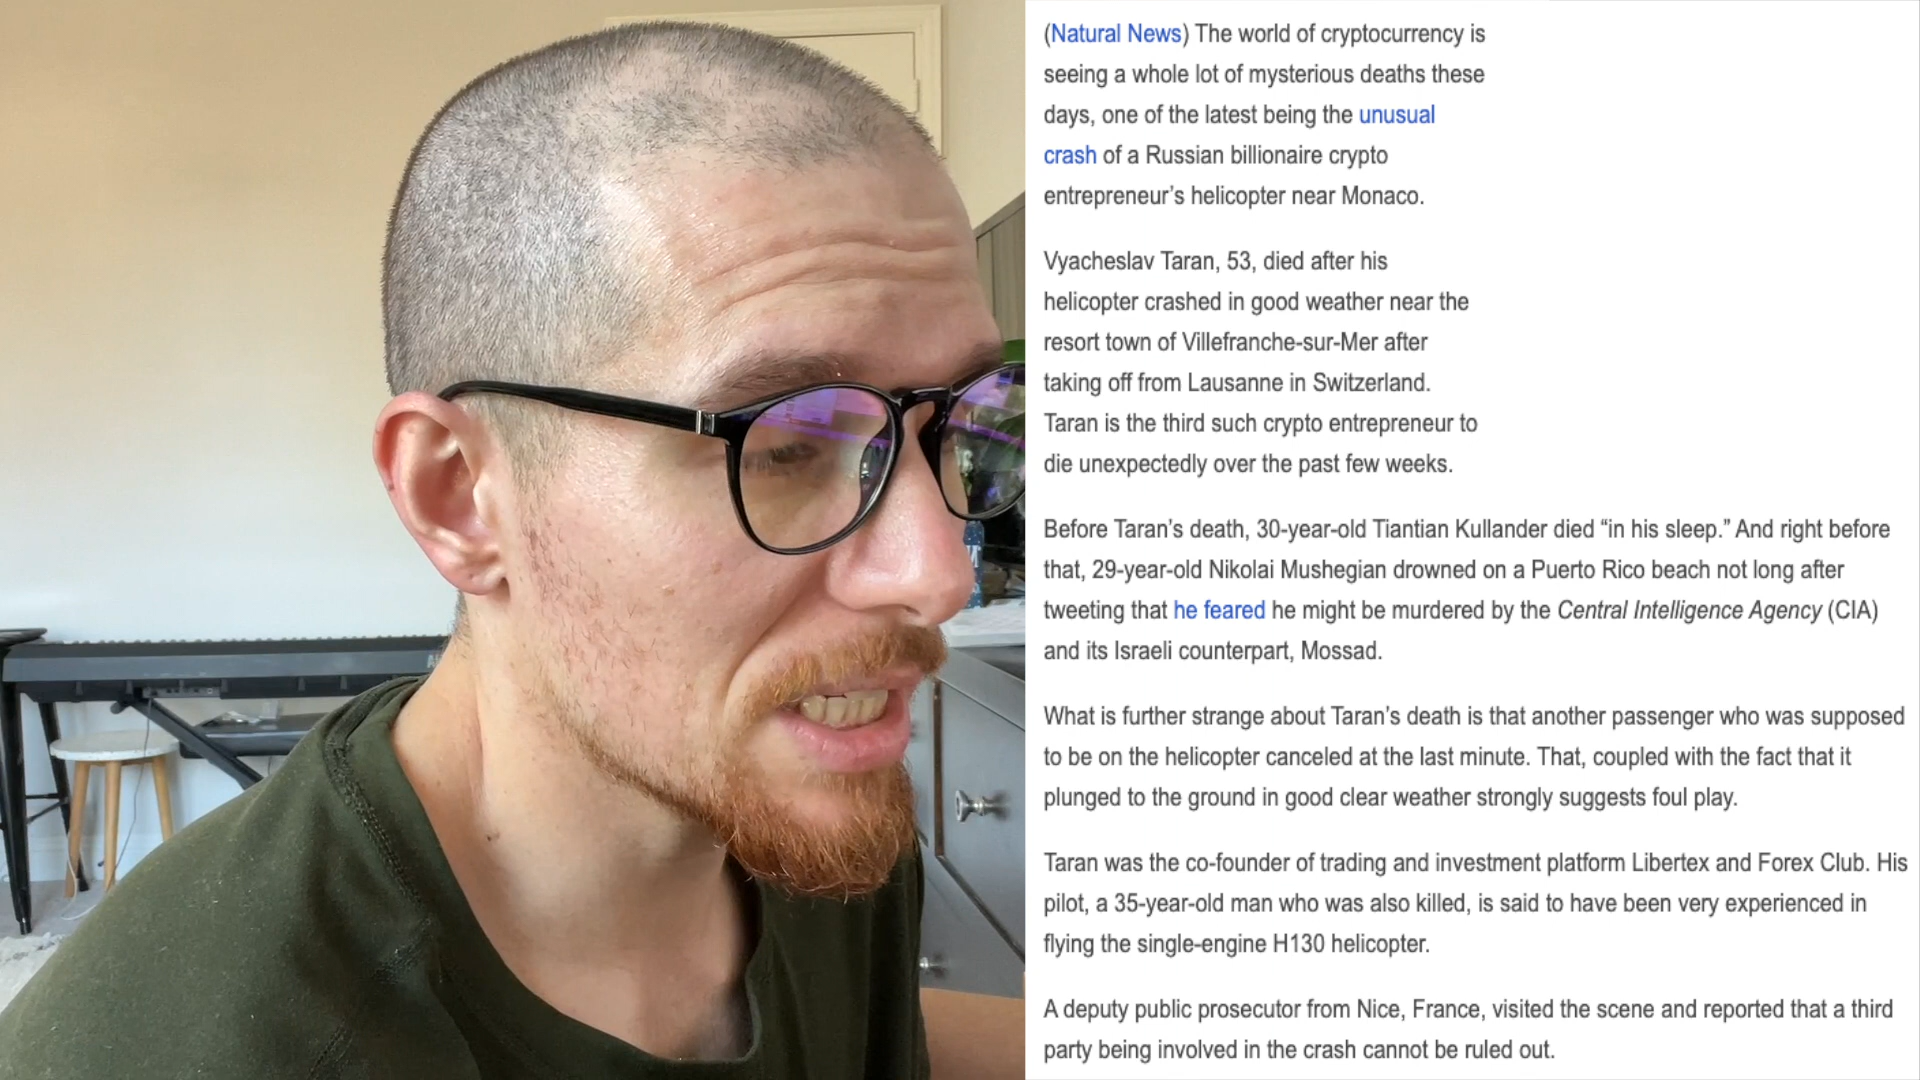 (Natural News) The world of cryptocurrency is
seeing a whole lot of mysterious deaths these
days, one of the latest being the unusual
crash of a Russian billionaire crypto
entrepreneur’s helicopter near Monaco.
Vyacheslav Taran, 53, died after his
helicopter crashed in good weather near the
resort town of Villefranche-sur-Mer after
taking off from Lausanne in Switzerland.
Taran is the third such crypto entrepreneur to
die unexpectedly over the past few weeks.
Before Taran’s death, 30-year-old Tiantian Kullander died “in his sleep.” And right before
that, 29-year-old Nikolai Mushegian drowned on a Puerto Rico beach not long after
tweeting that he feared he might be murdered by the Central Intelligence Agency (CIA)
and its Israeli counterpart, Mossad.
What is further strange about Taran’s death is that another passenger who was supposed
to be on the helicopter canceled at the last minute. That, coupled with the fact that it
plunged to the ground in good clear weather strongly suggests foul play.
Taran was the co-founder of trading and investment platform Libertex and Forex Club. His
pilot, a 35-year-old man who was also killed, is said to have been very experienced in
flying the single-engine H130 helicopter.
A deputy public prosecutor from Nice, France, visited the scene and reported that a third
party being involved in the crash cannot be ruled out.